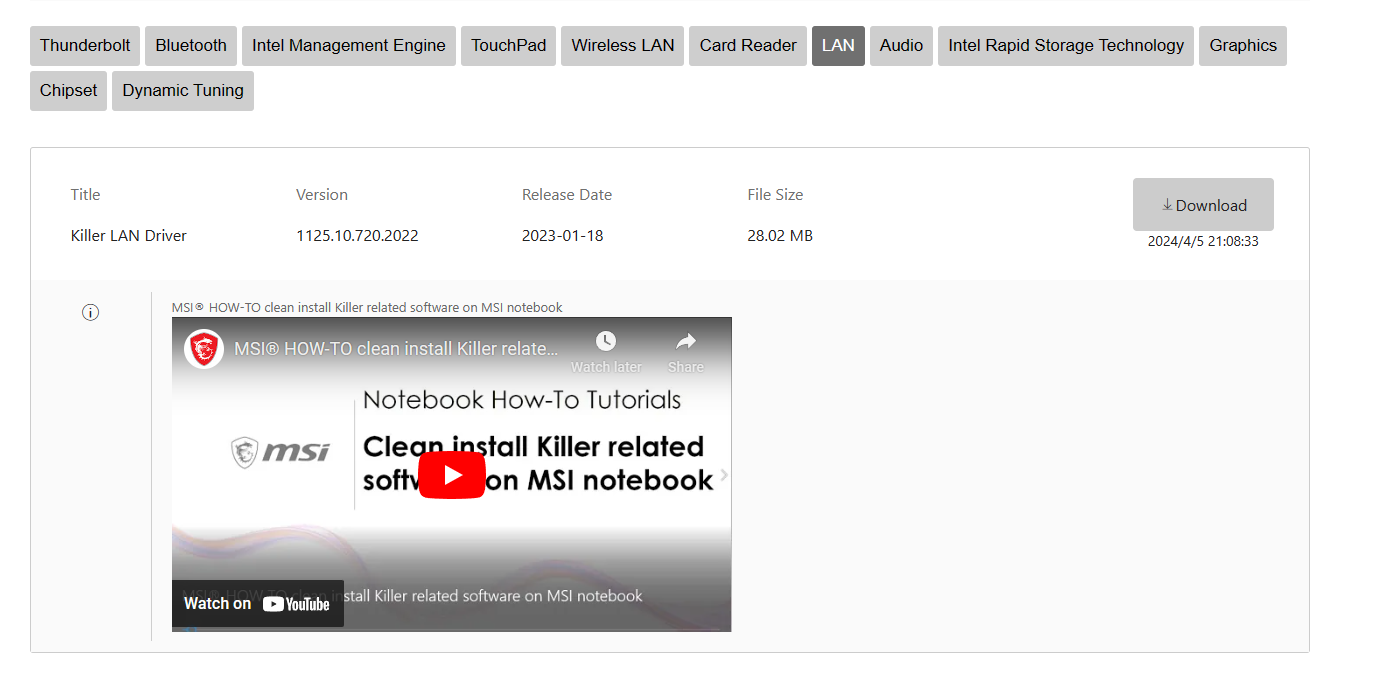 Thunderbolt Bluetooth Intel Management Engine TouchPad Wireless LAN Card Reader LAN Audio Intel Rapid Storage Technology Graphics
Chipset Dynamic Tuning
Title Version Release Date File Size
Download
Killer LAN Driver 1125.10.720.2022 2023-01-18 28.02 MB
2024/4/5 21:08:33
MSI® HOW-TO clean install Killer related software on MSI notebook
MSI® HOW-TO clean install Killer relate...
Watch later Share
Notebook How-To Tutorials
msi
Clean install Killer related
softw on MSI notebook
MSI® HOW-TO clean install Killer related software on MSI notebook
Watch on YouTube